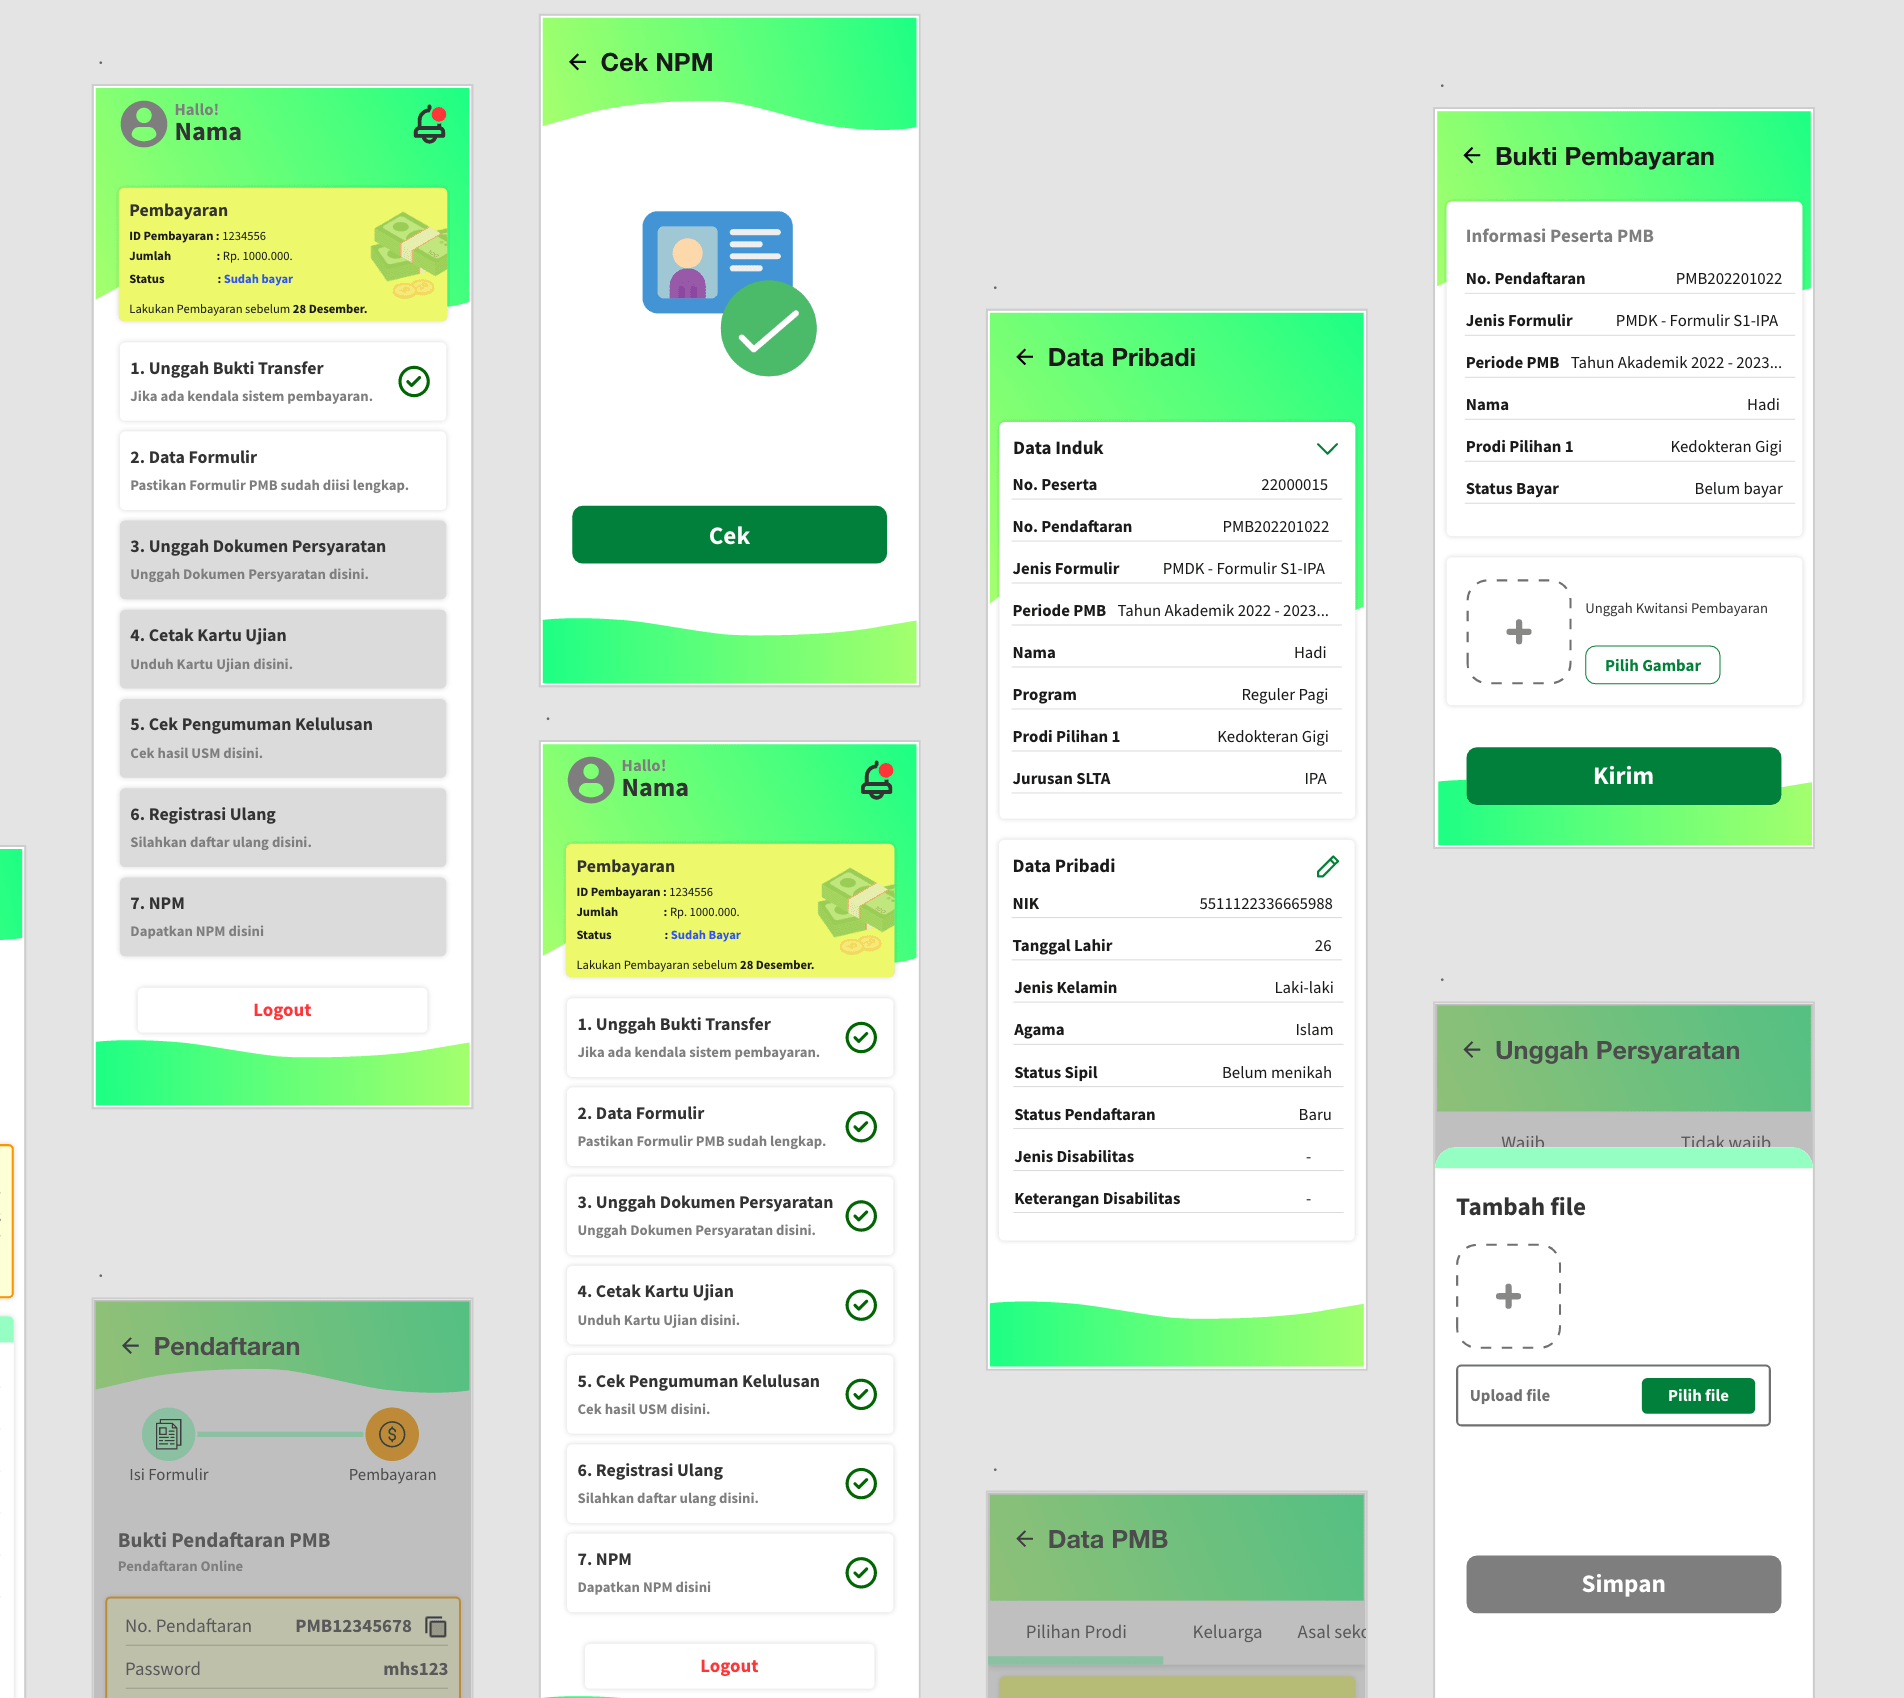 Hallo!
Nama
Pembayaran
ID Pembayaran : 1234556
Jumlah : Rp. 1000.000.
Status : Sudah bayar
Lakukan Pembayaran sebelum 28 Desember.
1. Unggah Bukti Transfer
Jika ada kendala sistem pembayaran.
2. Data Formulir
Pastikan Formulir PMB sudah diisi lengkap.
3. Unggah Dokumen Persyaratan
Unggah Dokumen Persyaratan disini.
4. Cetak Kartu Ujian
Unduh Kartu Ujian disini.
5. Cek Pengumuman Kelulusan
Cek hasil USM disini.
6. Registrasi Ulang
Silahkan daftar ulang disini.
7. NPM
Dapatkan NPM disini
Logout
Pendaftaran
Isi Formulir
Pembayaran
Bukti Pendaftaran PMB
Pendaftaran Online
No. Pendaftaran PMB12345678
Password mhs123
Cek NPM
Cek
Hallo!
Nama
Pembayaran
ID Pembayaran : 1234556
Jumlah : Rp. 1000.000.
Status : Sudah Bayar
Lakukan Pembayaran sebelum 28 Desember.
1. Unggah Bukti Transfer
Jika ada kendala sistem pembayaran.
2. Data Formulir
Pastikan Formulir PMB sudah lengkap.
3. Unggah Dokumen Persyaratan
Unggah Dokumen Persyaratan disini.
4. Cetak Kartu Ujian
Unduh Kartu Ujian disini.
5. Cek Pengumuman Kelulusan
Cek hasil USM disini.
6. Registrasi Ulang
Silahkan daftar ulang disini.
7. NPM
Dapatkan NPM disini
Logout
Data Pribadi
Data Induk
No. Peserta 22000015
No. Pendaftaran PMB202201022
Jenis Formulir PMDK - Formulir S1-IPA
Periode PMB Tahun Akademik 2022 - 2023...
Nama Hadi
Program Reguler Pagi
Prodi Pilihan 1 Kedokteran Gigi
Jurusan SLTA IPA
Data Pribadi
NIK 5511122336665988
Tanggal Lahir 26
Jenis Kelamin Laki-laki
Agama Islam
Status Sipil Belum menikah
Status Pendaftaran Baru
Jenis Disabilitas -
Keterangan Disabilitas -
Data PMB
Pilihan Prodi Keluarga Asal seko
Bukti Pembayaran
Informasi Peserta PMB
No. Pendaftaran PMB202201022
Jenis Formulir PMDK - Formulir S1-IPA
Periode PMB Tahun Akademik 2022 - 2023...
Nama Hadi
Prodi Pilihan 1 Kedokteran Gigi
Status Bayar Belum bayar
Unggah Kwitansi Pembayaran
Pilih Gambar
Kirim
Unggah Persyaratan
Wajib Tidak wajib
Tambah file
Upload file
Pilih file
Simpan